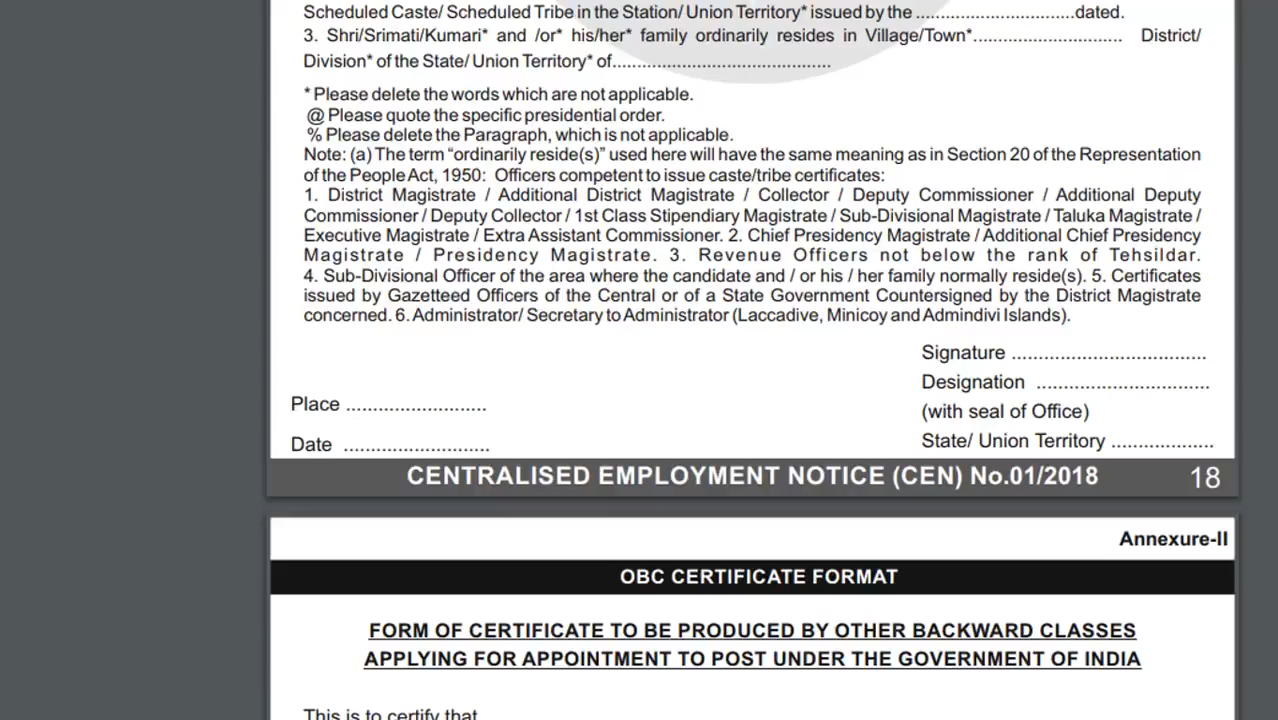 Scheduled Caste/ Scheduled Tribe in the Station/ Union Territory* issued by the ..............................dated.
3. Shri/Srimati/Kumari* and /or* his/her* family ordinarily resides in Village/Town*............................ District/
Division* of the State/ Union Territory* of..........................................
* Please delete the words which are not applicable.
@ Please quote the specific presidential order.
% Please delete the Paragraph, which is not applicable.
Note: (a) The term “ordinarily reside(s)” used here will have the same meaning as in Section 20 of the Representation
of the People Act, 1950: Officers competent to issue caste/tribe certificates:
1. District Magistrate / Additional District Magistrate / Collector / Deputy Commissioner / Additional Deputy
Commissioner / Deputy Collector / 1st Class Stipendiary Magistrate / Sub-Divisional Magistrate / Taluka Magistrate /
Executive Magistrate / Extra Assistant Commissioner. 2. Chief Presidency Magistrate / Additional Chief Presidency
Magistrate / Presidency Magistrate. 3. Revenue Officers not below the rank of Tehsildar.
4. Sub-Divisional Officer of the area where the candidate and / or his / her family normally reside(s). 5. Certificates
issued by Gazetteed Officers of the Central or of a State Government Countersigned by the District Magistrate
concerned. 6. Administrator/ Secretary to Administrator (Laccadive, Minicoy and Admindivi Islands).
Signature .....................................
Designation .................................
Place ..........................
(with seal of Office)
Date ...........................
State/ Union Territory ...................
CENTRALISED EMPLOYMENT NOTICE (CEN) No.01/2018 18
Annexure-II
OBC CERTIFICATE FORMAT
FORM OF CERTIFICATE TO BE PRODUCED BY OTHER BACKWARD CLASSES
APPLYING FOR APPOINTMENT TO POST UNDER THE GOVERNMENT OF INDIA
This is to certify that